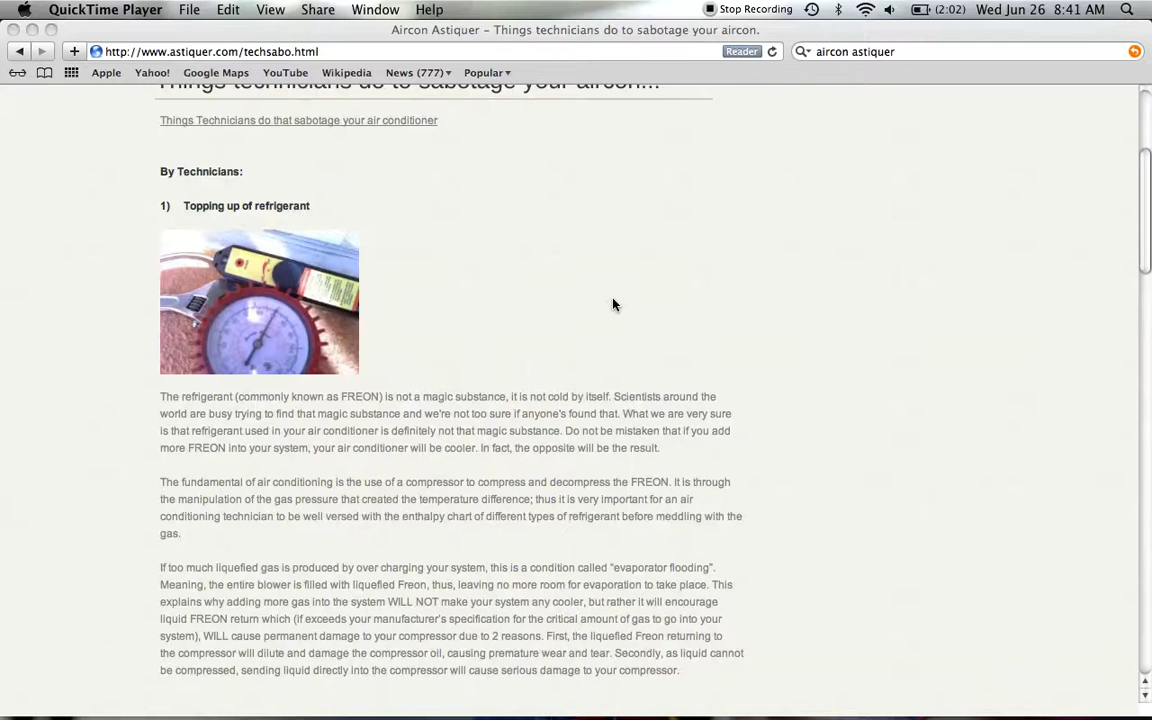 QuickTime Player File Edit View Share Window Help Stop Recording (2:02) Wed Jun 26 8:41 AM
Aircon Astiquer – Things technicians do to sabotage your aircon.
http://www.astiquer.com/techsabo.html Reader aircon astiquer
Apple Yahoo! Google Maps YouTube Wikipedia News (777) Popular
Things technicians do to sabotage your aircon...
Things Technicians do that sabotage your air conditioner
By Technicians:
1) Topping up of refrigerant
The refrigerant (commonly known as FREON) is not a magic substance, it is not cold by itself. Scientists around the
world are busy trying to find that magic substance and we're not too sure if anyone's found that. What we are very sure
is that refrigerant used in your air conditioner is definitely not that magic substance. Do not be mistaken that if you add
more FREON into your system, your air conditioner will be cooler. In fact, the opposite will be the result.
The fundamental of air conditioning is the use of a compressor to compress and decompress the FREON. It is through
the manipulation of the gas pressure that created the temperature difference; thus it is very important for an air
conditioning technician to be well versed with the enthalpy chart of different types of refrigerant before meddling with the
gas.
If too much liquefied gas is produced by over charging your system, this is a condition called “evaporator flooding”.
Meaning, the entire blower is filled with liquefied Freon, thus, leaving no more room for evaporation to take place. This
explains why adding more gas into the system WILL NOT make your system any cooler, but rather it will encourage
liquid FREON return which (if exceeds your manufacturer's specification for the critical amount of gas to go into your
system), WILL cause permanent damage to your compressor due to 2 reasons. First, the liquefied Freon returning to
the compressor will dilute and damage the compressor oil, causing premature wear and tear. Secondly, as liquid cannot
be compressed, sending liquid directly into the compressor will cause serious damage to your compressor.